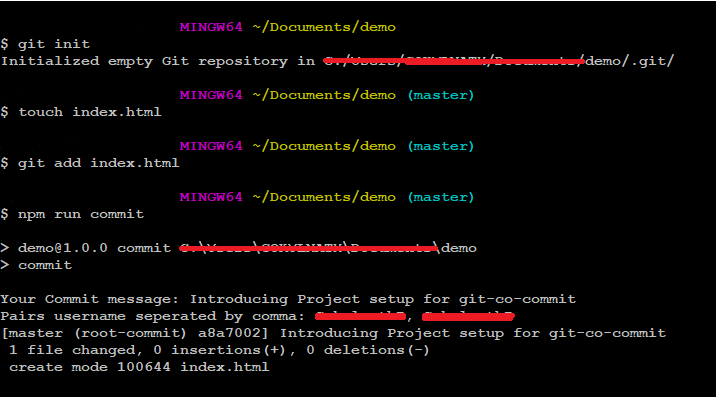 MINGW64 ~/Documents/demo
$ git init
Initialized empty Git repository in demo/.git/
MINGW64 ~/Documents/demo (master)
$ touch index.html
MINGW64 ~/Documents/demo (master)
$ git add index.html
MINGW64 ~/Documents/demo (master)
$ npm run commit
> demo@1.0.0 commit \demo
> commit
Your Commit message: Introducing Project setup for git-co-commit
Pairs username seperated by comma: ,
[master (root-commit) a8a7002] Introducing Project setup for git-co-commit
1 file changed, 0 insertions(+), 0 deletions(-)
create mode 100644 index.html